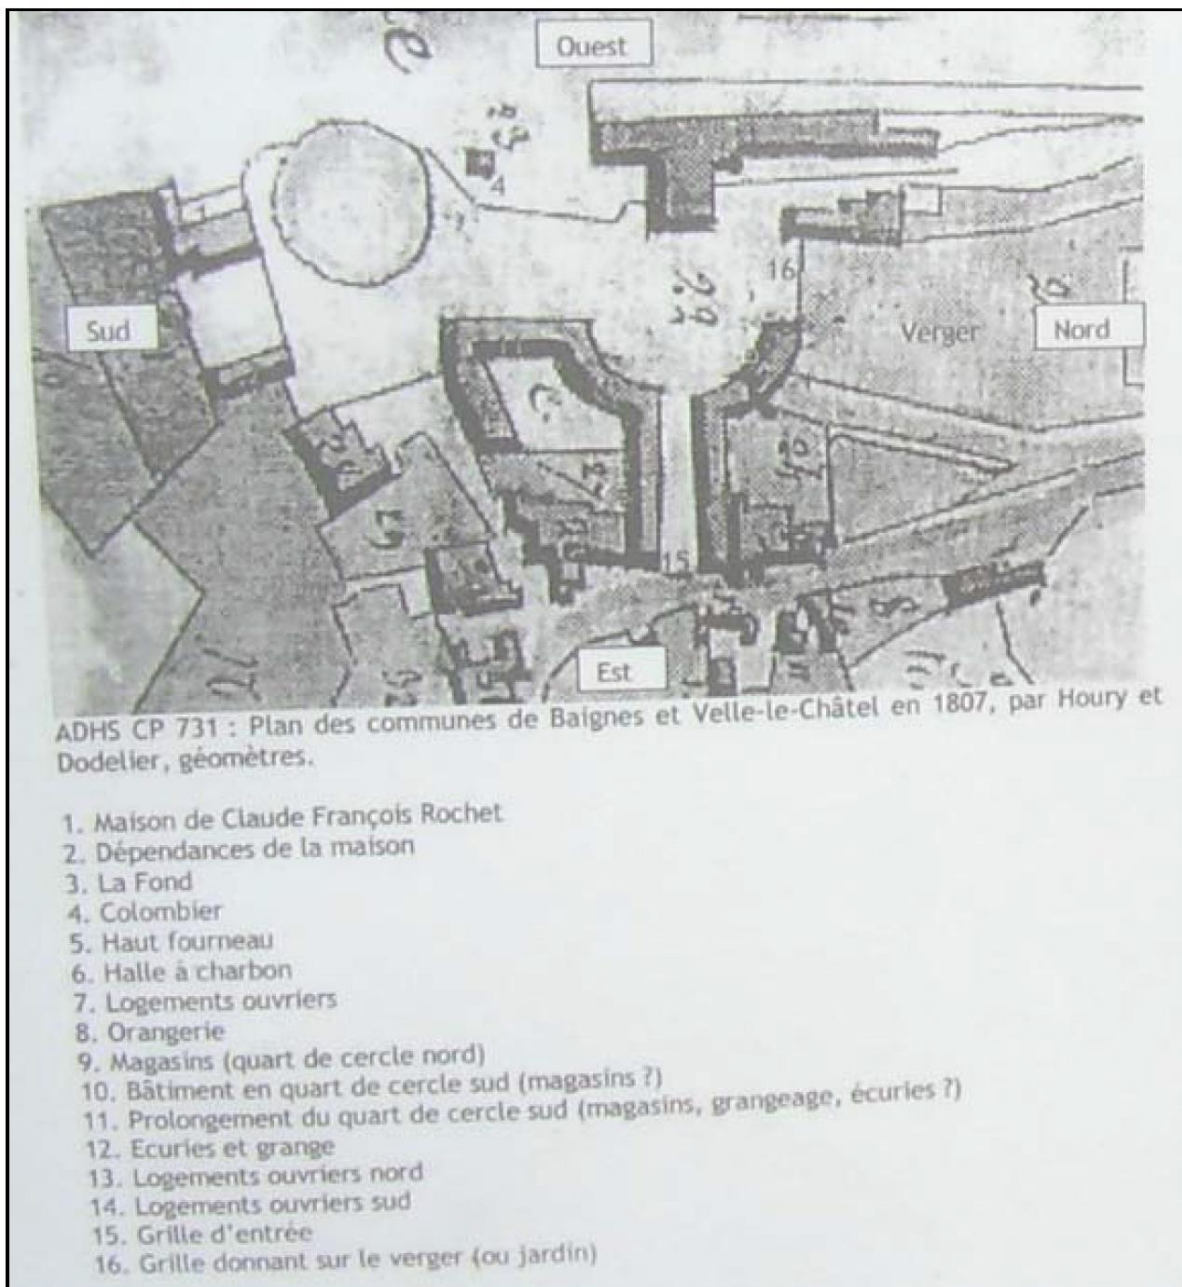 Ouest
4
16
Sud
Verger
Nord
15
Est
ADHS CP 731 : Plan des communes de Baignes et Velle-le-Châtel en 1807, par Houry et
Dodelier, géomètres.
1. Maison de Claude François Rochet
2. Dépendances de la maison
3. La Fond
4. Colombier
5. Haut fourneau
6. Halle à charbon
7. Logements ouvriers
8. Orangerie
9. Magasins (quart de cercle nord)
10. Bâtiment en quart de cercle sud (magasins ?)
11. Prolongement du quart de cercle sud (magasins, grangeage, écuries ?)
12. Ecuries et grange
13. Logements ouvriers nord
14. Logements ouvriers sud
15. Grille d'entrée
16. Grille donnant sur le verger (ou jardin)